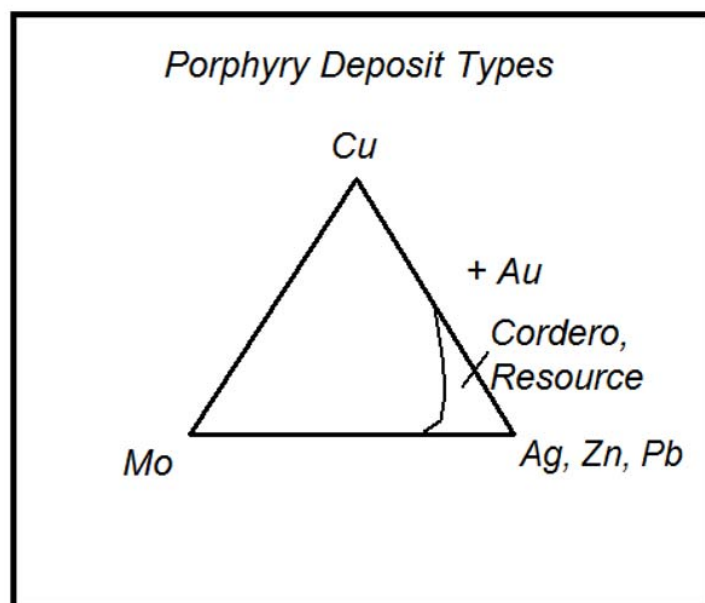 Porphyry Deposit Types
Cu
+ Au
Cordero,
Resource
Mo
Ag, Zn, Pb